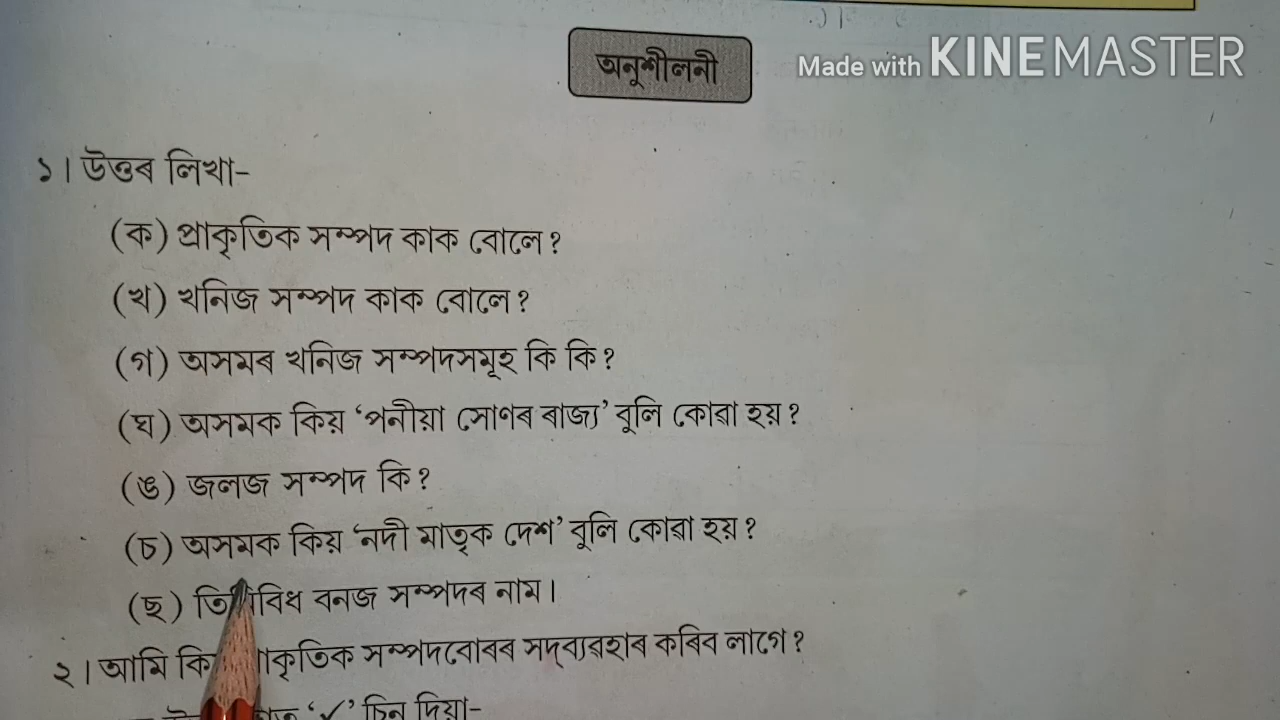 অনুশীলনী
Made with KINEMASTER
১। উত্তৰ লিখা-
(ক) প্ৰাকৃতিক সম্পদ কাক বোলে?
(খ) খনিজ সম্পদ কাক বোলে?
(গ) অসমৰ খনিজ সম্পদসমূহ কি কি?
(ঘ) অসমক কিয় ‘পনীয়া সোণৰ ৰাজ্য’ বুলি কোৱা হয়?
(ঙ) জলজ সম্পদ কি?
(চ) অসমক কিয় ‘নদী মাতৃক দেশ’ বুলি কোৱা হয়?
(ছ) বনজ সম্পদৰ নাম।
২। আমি সম্পদবোৰৰ সদ্ব্যৱহাৰ কৰিব লাগে?
‘✓’ চিন দিয়া-